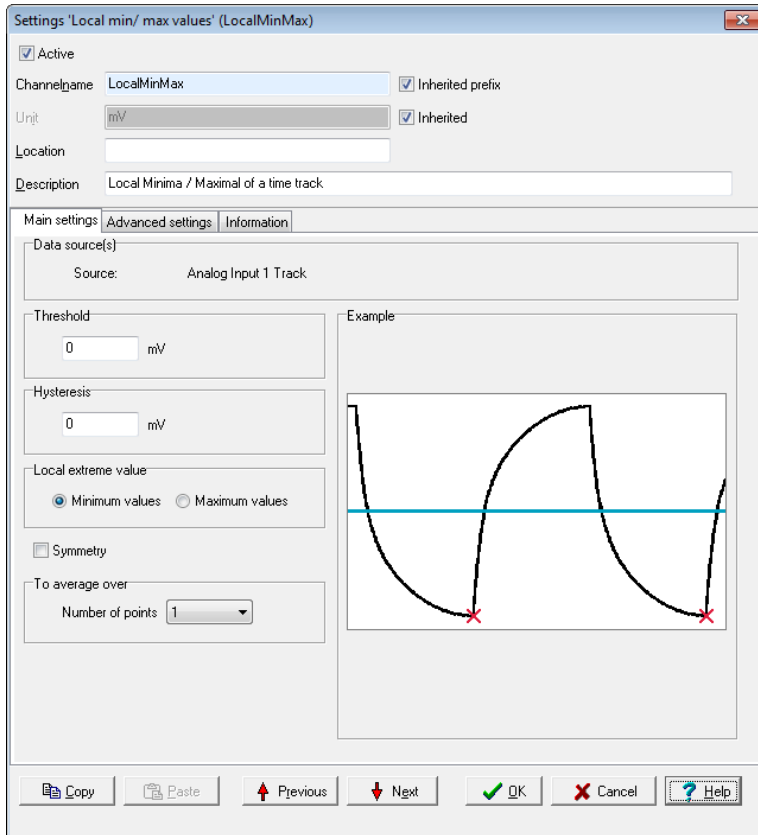 Settings 'Local min/ max values' (LocalMinMax)
Active
Channelname LocalMinMax Inherited prefix
Unit mV Inherited
Location
Description Local Minima / Maximal of a time track
Main settings Advanced settings Information
Data source(s)
Source: Analog Input 1 Track
Threshold Example
0 mV
Hysteresis
0 mV
Local extreme value
Minimum values Maximum values
Symmetry
To average over
Number of points 1
Copy Paste Previous Next OK Cancel Help